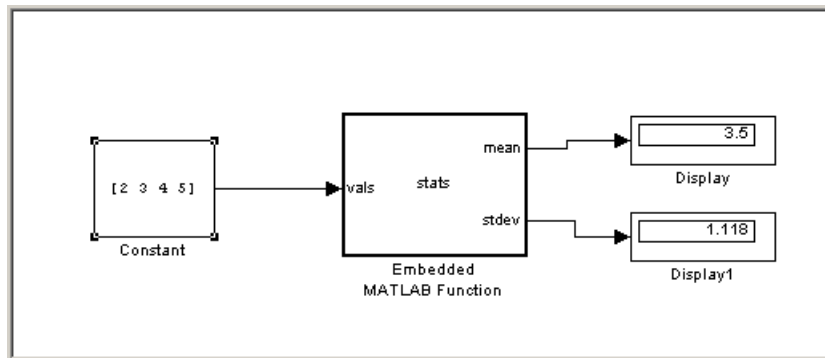 [2 3 4 5]
Constant
vals
stats
mean
stdev
Embedded
MATLAB Function
3.5
Display
1.118
Display1